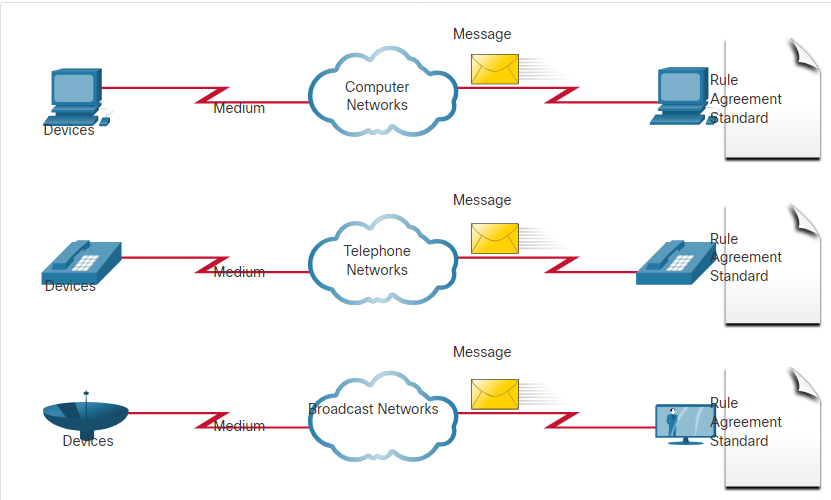 Message
Computer
Networks
Devices
Medium
Rule
Agreement
Standard
Message
Telephone
Networks
Devices
Medium
Rule
Agreement
Standard
Message
Broadcast Networks
Devices
Medium
Rule
Agreement
Standard